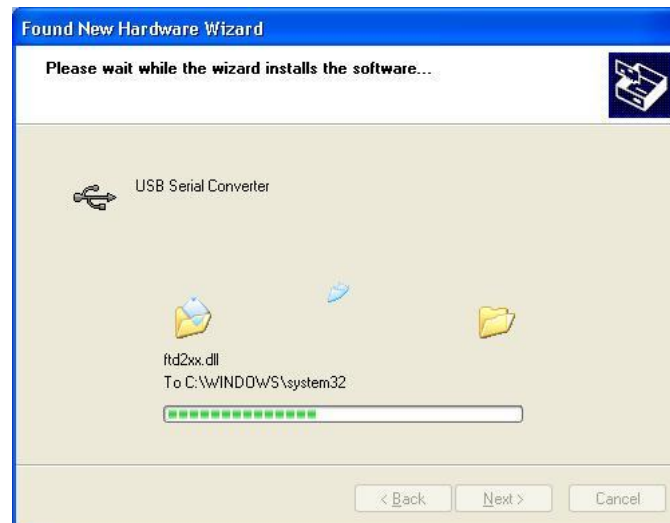 Found New Hardware Wizard
Please wait while the wizard installs the software...
USB Serial Converter
ftd2xx.dll
To C:\WINDOWS\system32
< Back Next > Cancel